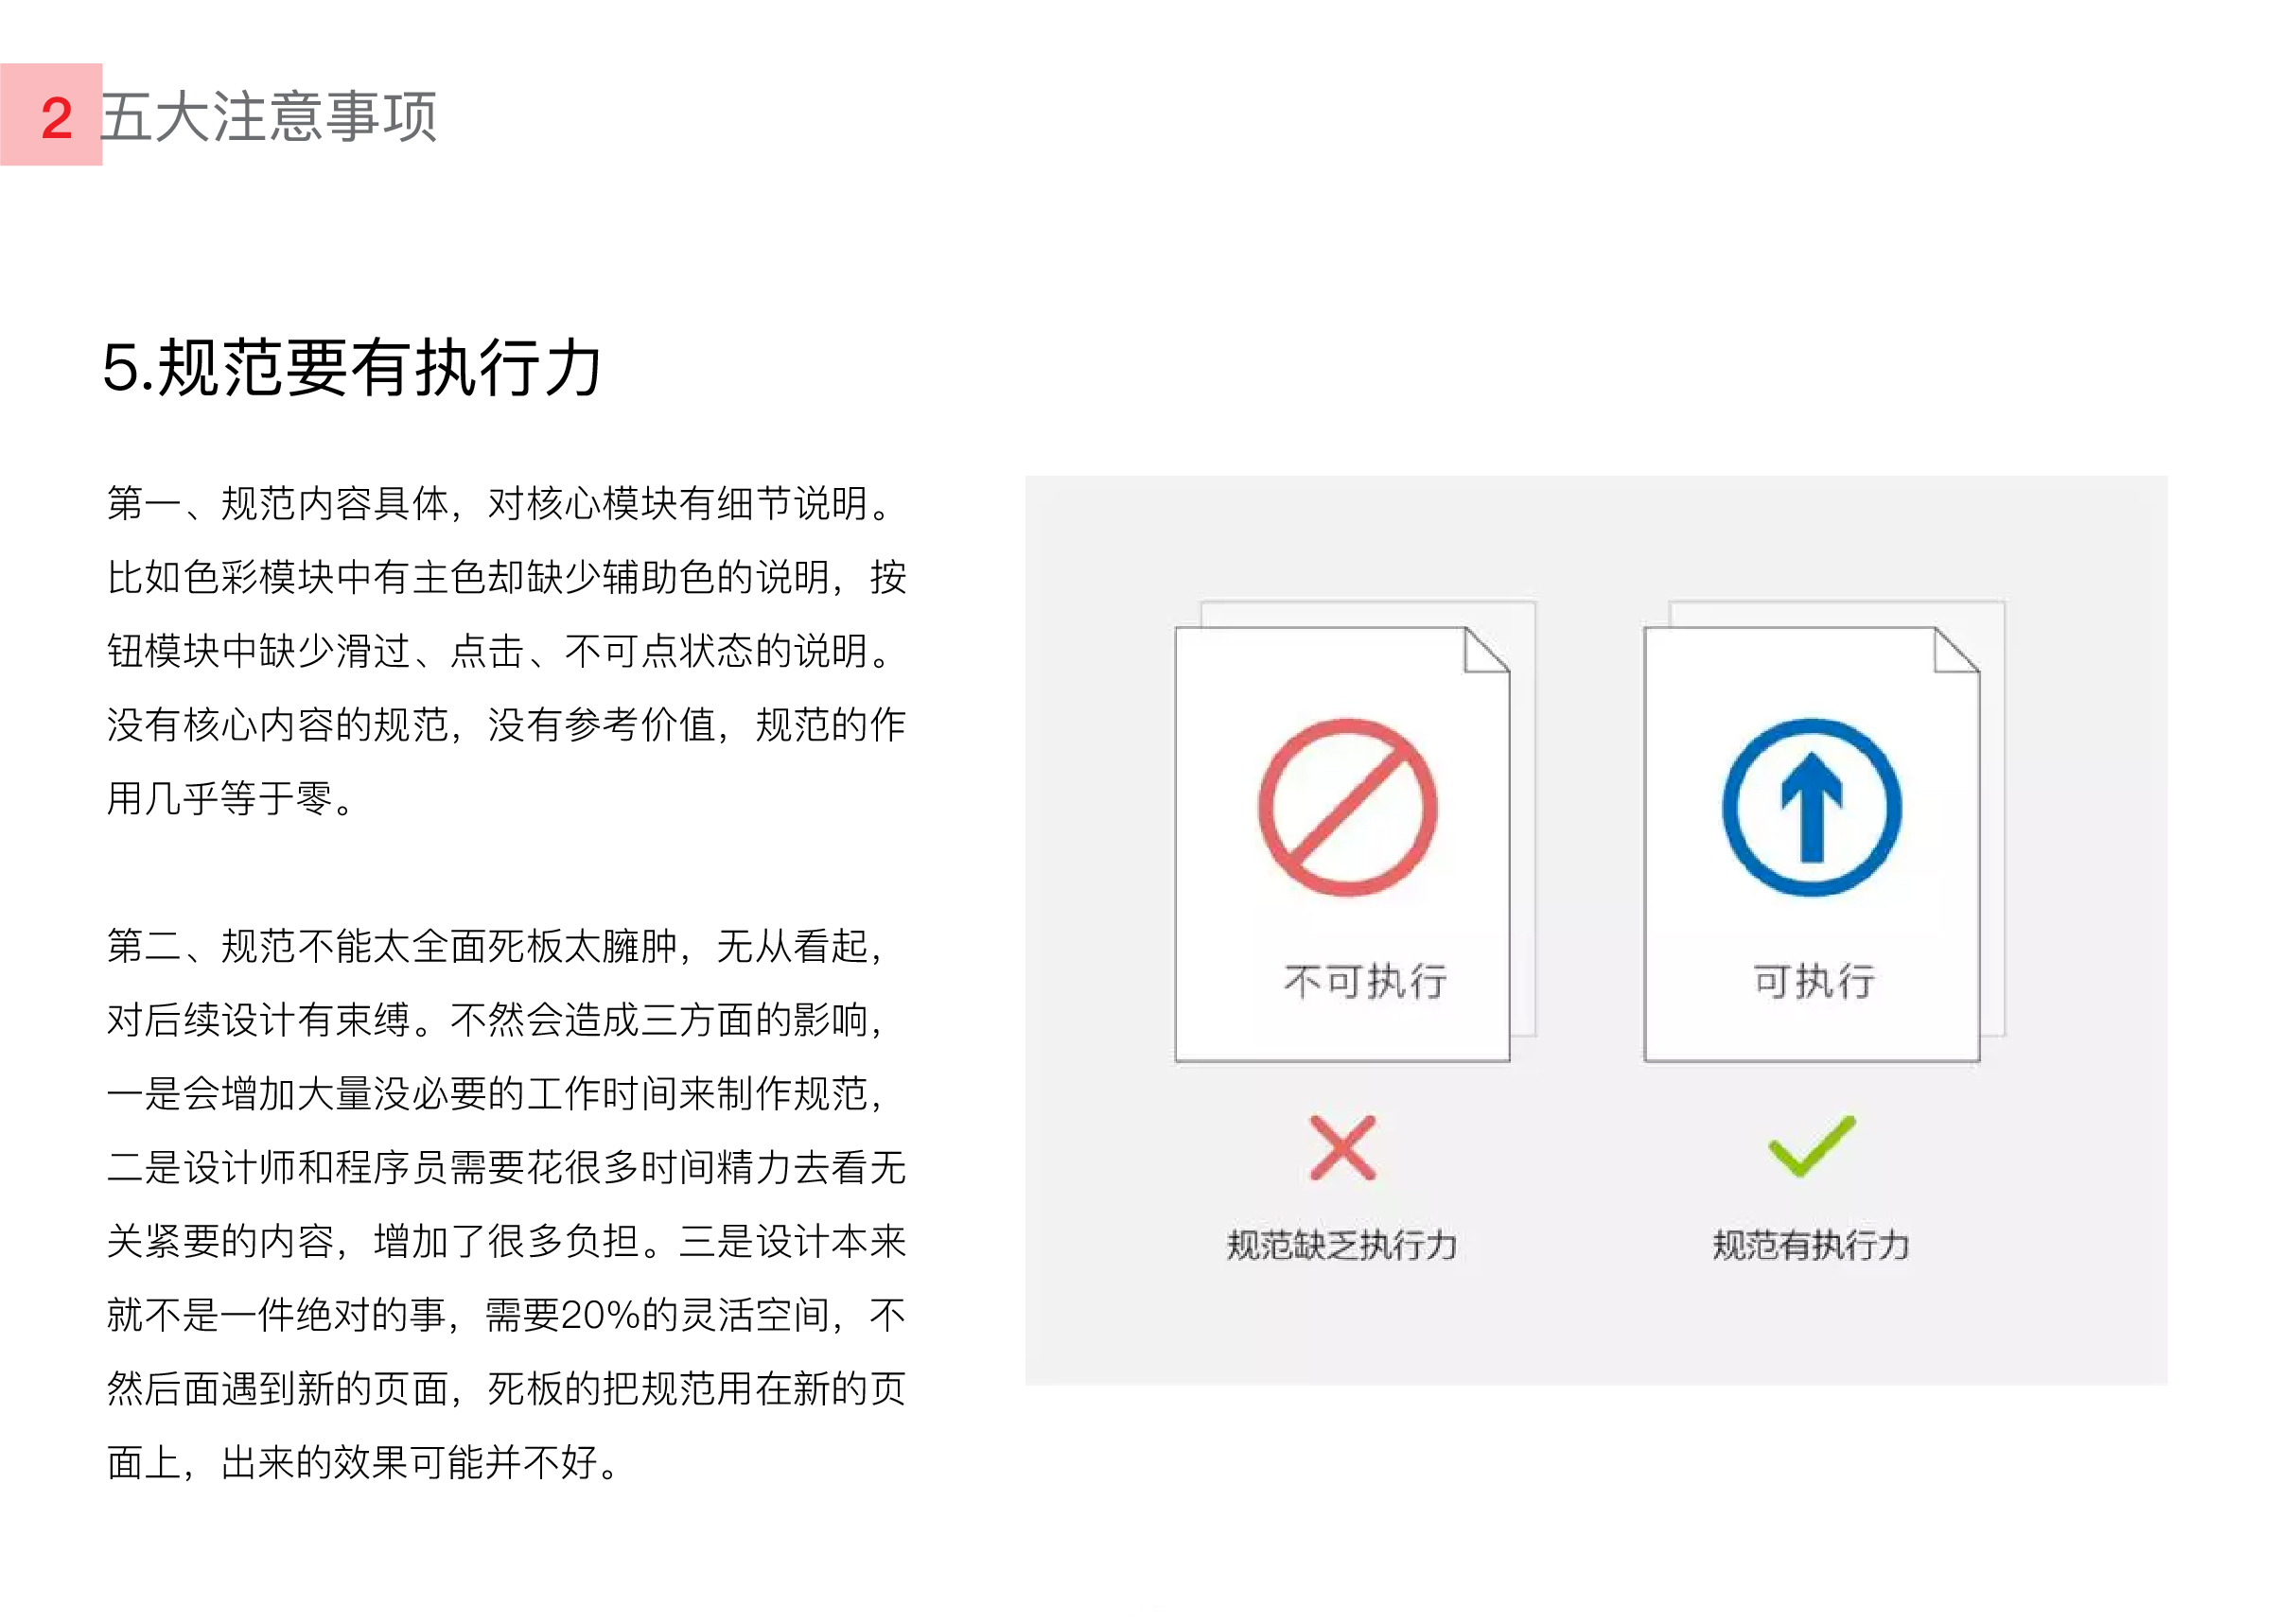 2 五大注意事项
5.规范要有执行力
第一、规范内容具体，对核心模块有细节说明。
比如色彩模块中有主色却缺少辅助色的说明，按
钮模块中缺少滑过、点击、不可点状态的说明。
没有核心内容的规范，没有参考价值，规范的作
用几乎等于零。
第二、规范不能太全面死板太臃肿，无从看起，
对后续设计有束缚。不然会造成三方面的影响，
一是会增加大量没必要的工作时间来制作规范，
二是设计师和程序员需要花很多时间精力去看无
关紧要的内容，增加了很多负担。三是设计本来
就不是一件绝对的事，需要20%的灵活空间，不
然后面遇到新的页面，死板的把规范用在新的页
面上，出来的效果可能并不好。
不可执行
可执行
规范缺乏执行力
规范有执行力